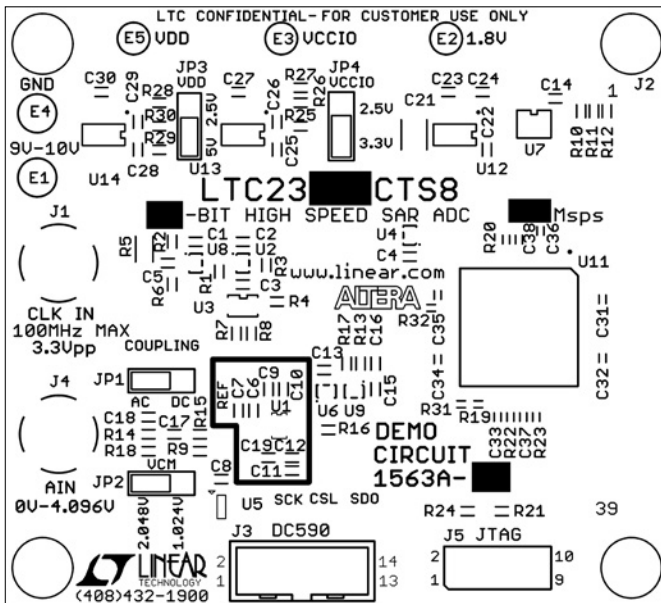 LTC CONFIDENTIAL-FOR CUSTOMER USE ONLY
E5 VDD E3 VCCIO E2 1.8V
GND
E4
9V-10V
E1
J2
C30 C29 R28 R30 R29 C28 U14
JP3
VDD
2.5V
5V
U13
C27 C26 R27 R26 R25 C25
JP4
VCCIO
2.5V
3.3V
C21 C23 C24 C22 U12
C14 U7 R10 R11 R12 1
LTC23 CTS8
-BIT HIGH SPEED SAR ADC Msps
J1
CLK IN
100MHz MAX
3.3Vpp
R5 R2 C5 R6 C1 U8 R1 C2 U2 R3 C3 U3 R4 R7 R8
U4 C4
www.linear.com
ALTERA
R20 C38 C36 U11
R32 C35 C34 C31 C32
R17 R13 C16 C13 C15 U6 U9 R16
R31 R19 C33 R22 C37 R23
COUPLING
JP1
AC DC
J4
AIN
0V-4.096V
C18 R14 R18 C17 R9 R15
VCM
JP2
2.048V 1.024V
REF C7 C6 C9 C10 U1 C19 C12 C11
C8 U5
SCK CSL SDO
DEMO
CIRCUIT
1563A-
R24 R21 39
J3 DC590
2 14
1 13
J5 JTAG
2 10
1 9
LT LINEAR
TECHNOLOGY
(408)432-1900